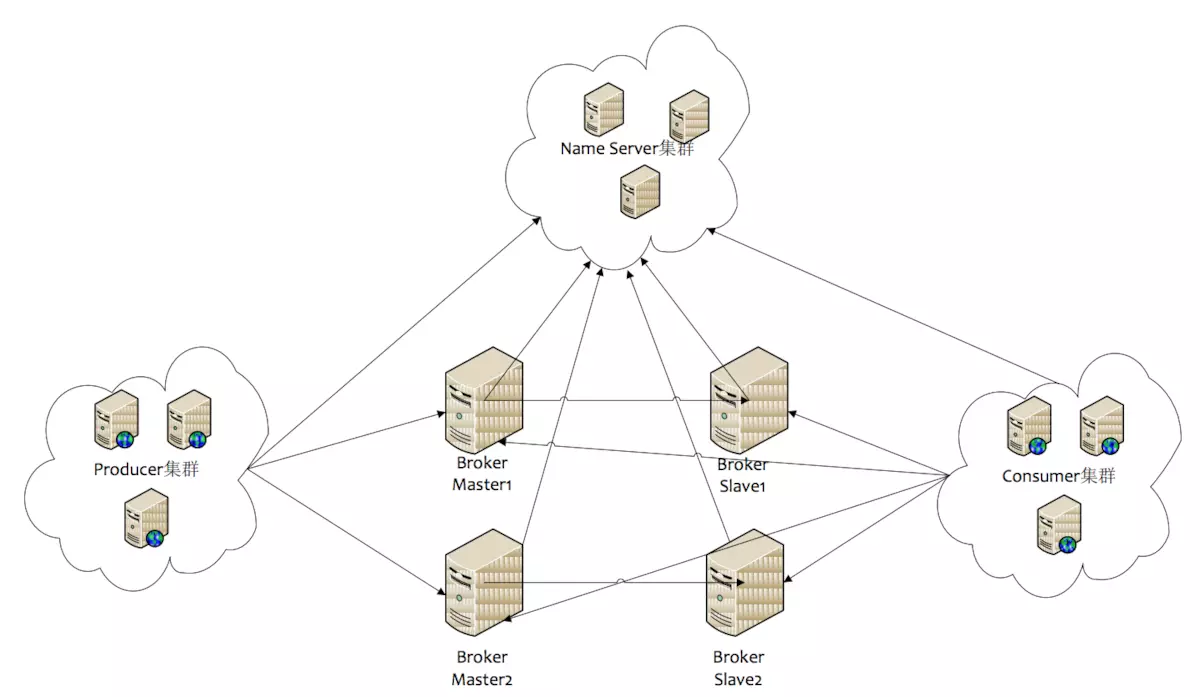 Name Server集群
Producer集群
Broker
Master1
Broker
Slave1
Consumer集群
Broker
Master2
Broker
Slave2